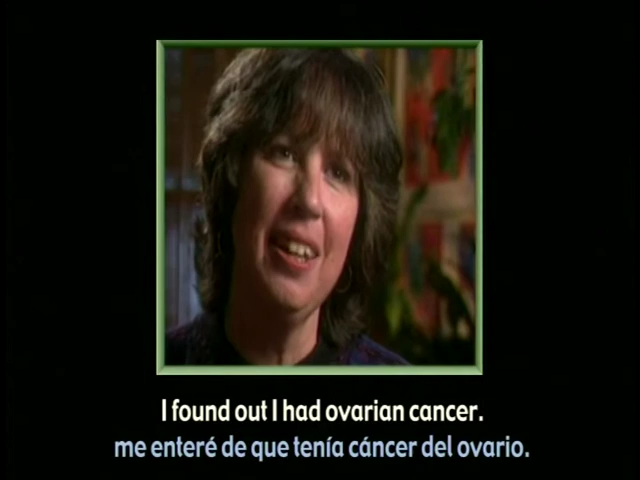 I found out I had ovarian cancer.
me enteré de que tenía cáncer del ovario.